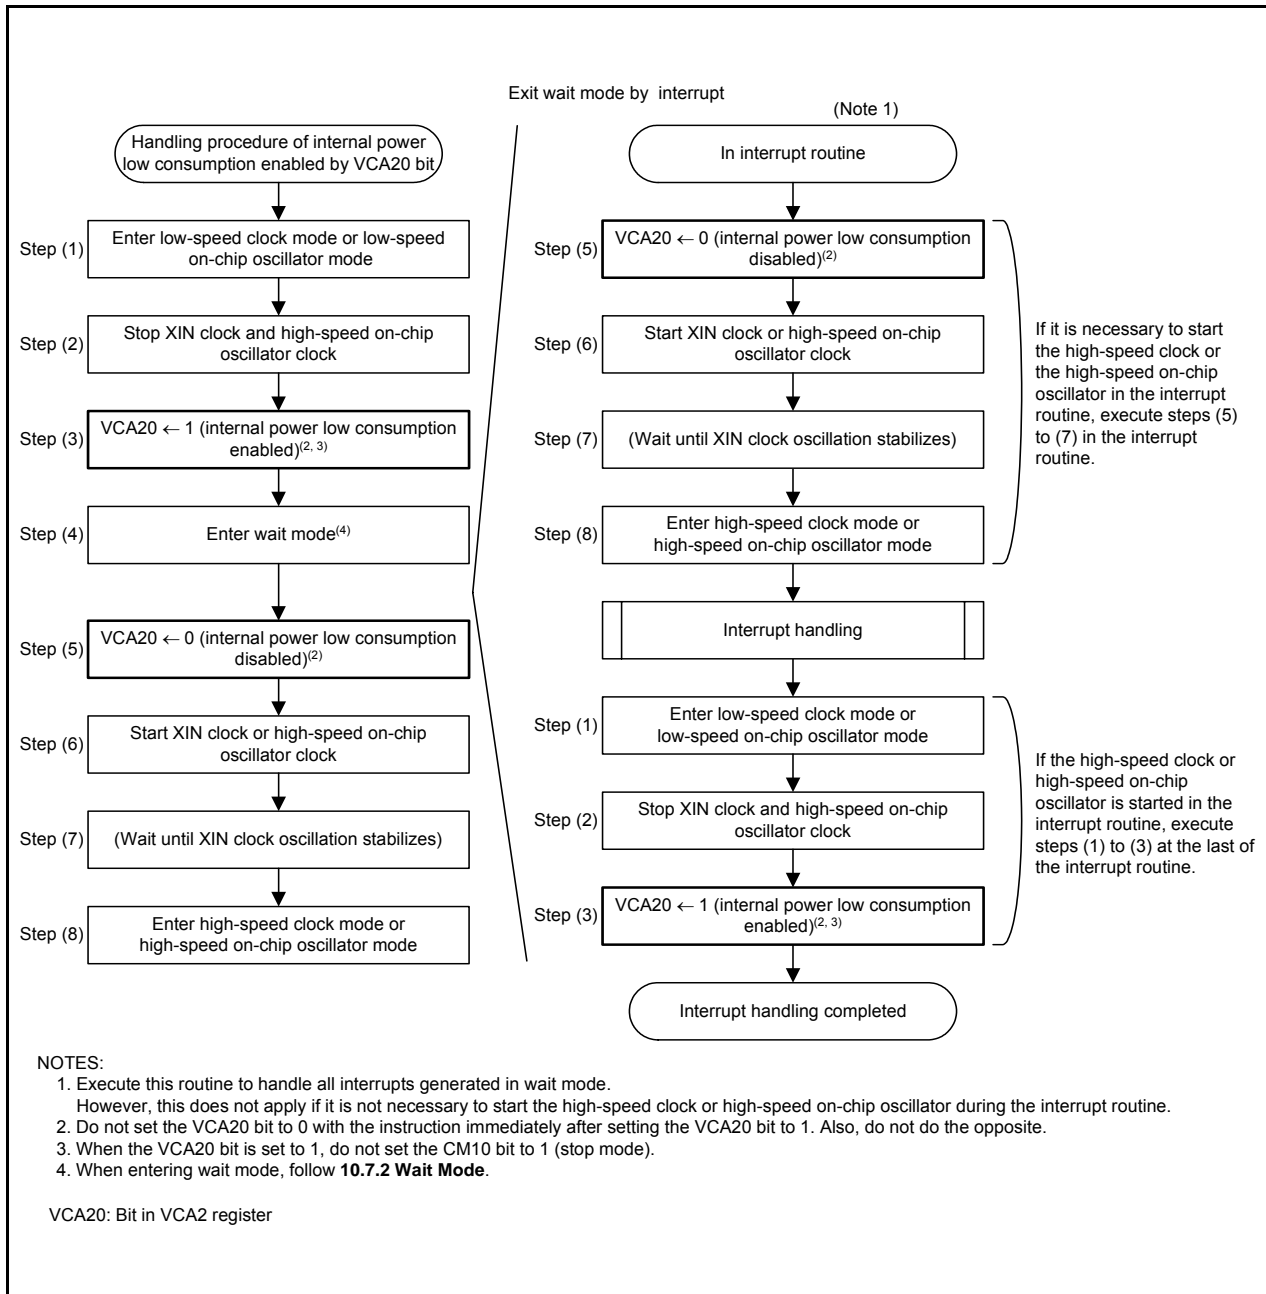 Exit wait mode by interrupt
(Note 1)
Handling procedure of internal power
low consumption enabled by VCA20 bit
Step (1)
Enter low-speed clock mode or low-speed
on-chip oscillator mode
Step (2)
Stop XIN clock and high-speed on-chip
oscillator clock
Step (3)
VCA20 ← 1 (internal power low consumption
enabled)(2, 3)
Step (4)
Enter wait mode(4)
Step (5)
VCA20 ← 0 (internal power low consumption
disabled)(2)
Step (6)
Start XIN clock or high-speed on-chip
oscillator clock
Step (7)
(Wait until XIN clock oscillation stabilizes)
Step (8)
Enter high-speed clock mode or
high-speed on-chip oscillator mode
In interrupt routine
Step (5)
VCA20 ← 0 (internal power low consumption
disabled)(2)
Step (6)
Start XIN clock or high-speed on-chip
oscillator clock
Step (7)
(Wait until XIN clock oscillation stabilizes)
Step (8)
Enter high-speed clock mode or
high-speed on-chip oscillator mode
If it is necessary to start
the high-speed clock or
the high-speed on-chip
oscillator in the interrupt
routine, execute steps (5)
to (7) in the interrupt
routine.
Interrupt handling
Step (1)
Enter low-speed clock mode or
low-speed on-chip oscillator mode
Step (2)
Stop XIN clock and high-speed on-chip
oscillator clock
Step (3)
VCA20 ← 1 (internal power low consumption
enabled)(2, 3)
If the high-speed clock or
high-speed on-chip
oscillator is started in the
interrupt routine, execute
steps (1) to (3) at the last of
the interrupt routine.
Interrupt handling completed
NOTES:
1. Execute this routine to handle all interrupts generated in wait mode.
However, this does not apply if it is not necessary to start the high-speed clock or high-speed on-chip oscillator during the interrupt routine.
2. Do not set the VCA20 bit to 0 with the instruction immediately after setting the VCA20 bit to 1. Also, do not do the opposite.
3. When the VCA20 bit is set to 1, do not set the CM10 bit to 1 (stop mode).
4. When entering wait mode, follow 10.7.2 Wait Mode.
VCA20: Bit in VCA2 register